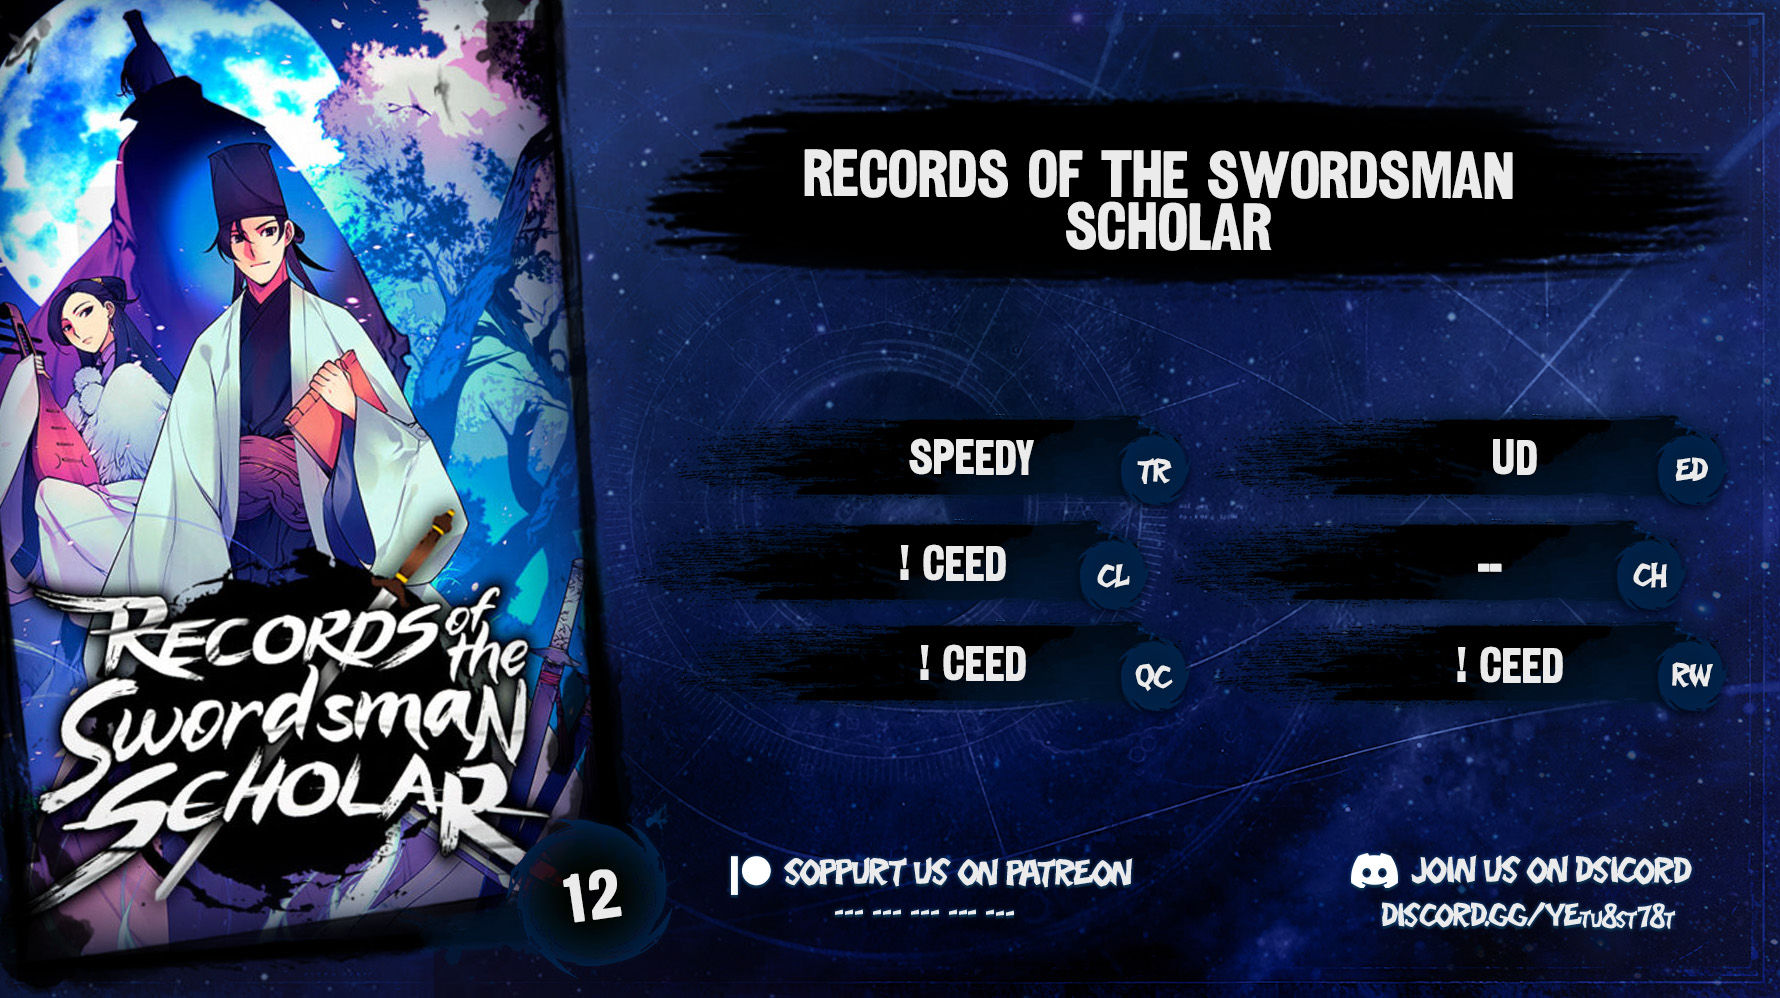 RECORDS OF THE SWORDSMAN
SCHOLAR
SPEEDY TR
UD ED
! CEED CL
-- CH
! CEED QC
! CEED RW
RECORDS of the
SWORDSMAN
SCHOLAR
12
SOPPURT US ON PATREON
--- --- --- --- ---
JOIN US ON DSICORD
DISCORD.GG/YETU8ST78T